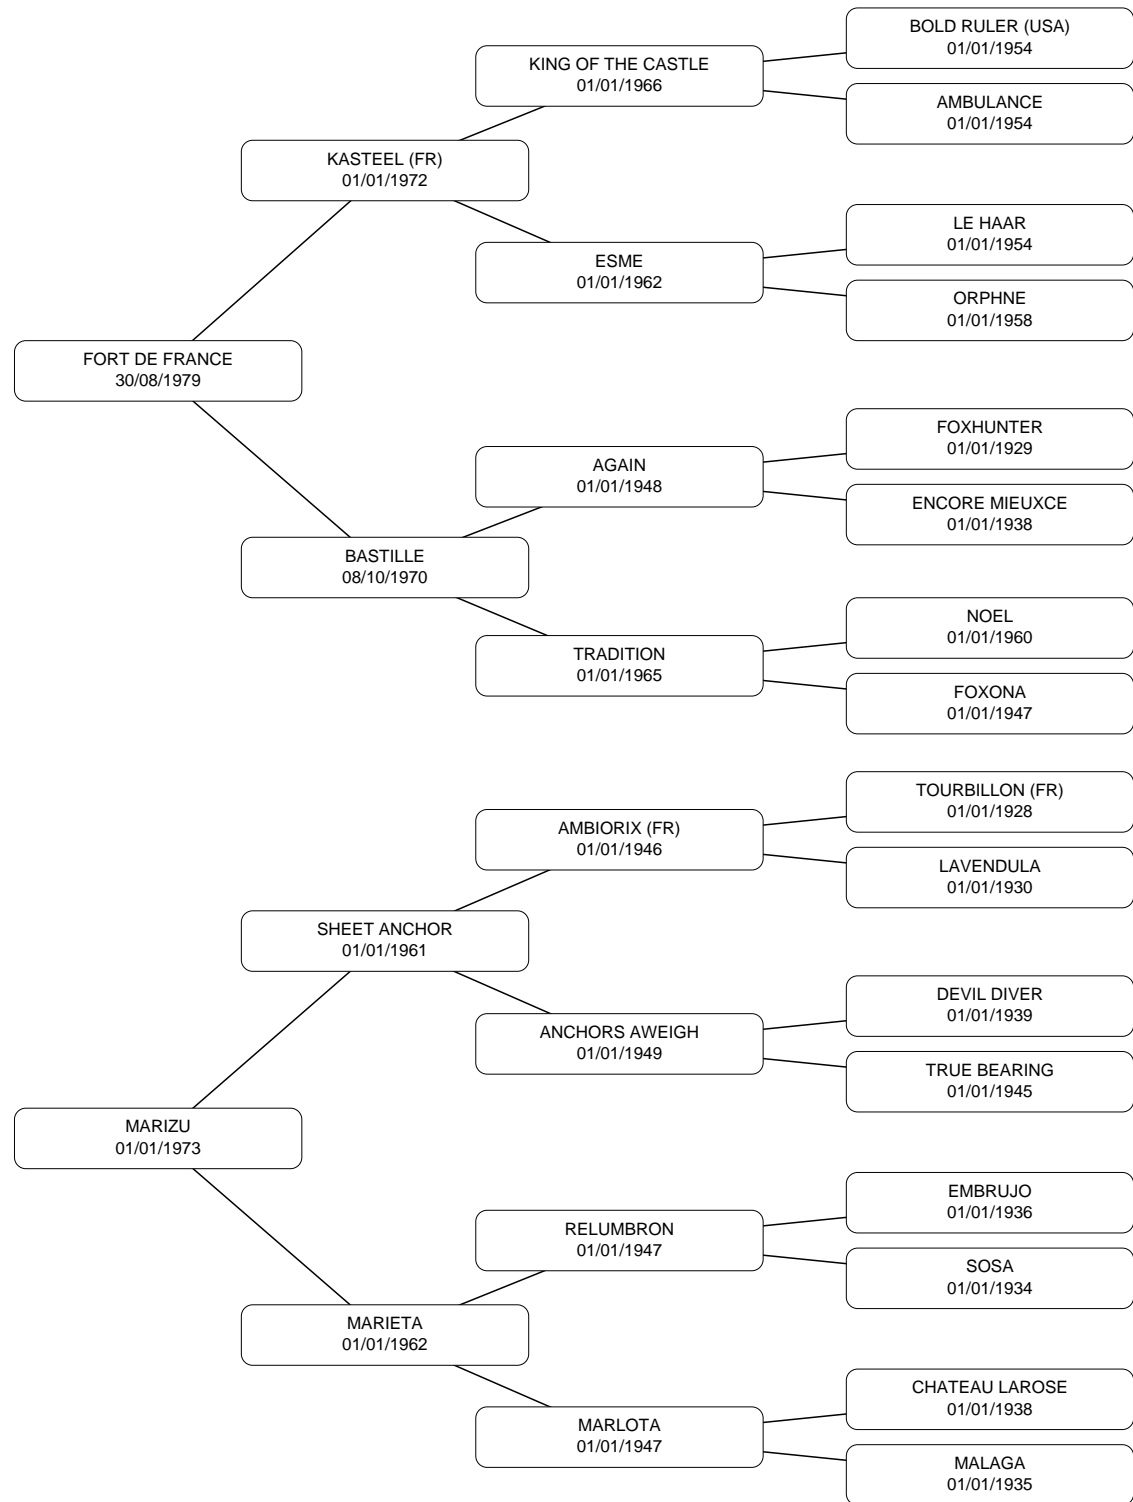 BOLD RULER (USA)
01/01/1954
KING OF THE CASTLE
01/01/1966
AMBULANCE
01/01/1954
KASTEEL (FR)
01/01/1972
LE HAAR
01/01/1954
ESME
01/01/1962
ORPHNE
01/01/1958
FORT DE FRANCE
30/08/1979
FOXHUNTER
01/01/1929
AGAIN
01/01/1948
ENCORE MIEUXCE
01/01/1938
BASTILLE
08/10/1970
NOEL
01/01/1960
TRADITION
01/01/1965
FOXONA
01/01/1947
TOURBILLON (FR)
01/01/1928
AMBIORIX (FR)
01/01/1946
LAVENDULA
01/01/1930
SHEET ANCHOR
01/01/1961
DEVIL DIVER
01/01/1939
ANCHORS AWEIGH
01/01/1949
TRUE BEARING
01/01/1945
MARIZU
01/01/1973
EMBRUJO
01/01/1936
RELUMBRON
01/01/1947
SOSA
01/01/1934
MARIETA
01/01/1962
CHATEAU LAROSE
01/01/1938
MARLOTA
01/01/1947
MALAGA
01/01/1935